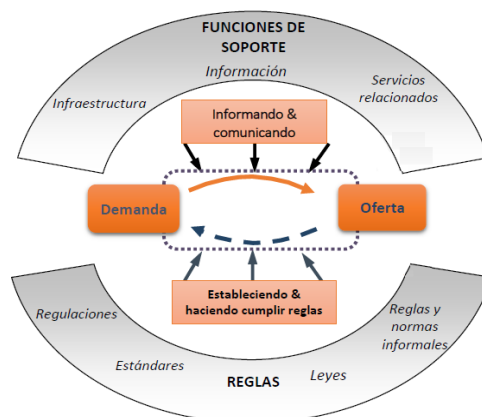 FUNCIONES DE
SOPORTE
Información
Infraestructura
Servicios
relacionados
Informando &
comunicando
Demanda
Oferta
Estableciendo &
haciendo cumplir reglas
Regulaciones
Reglas y
normas
informales
Estándares
Leyes
REGLAS